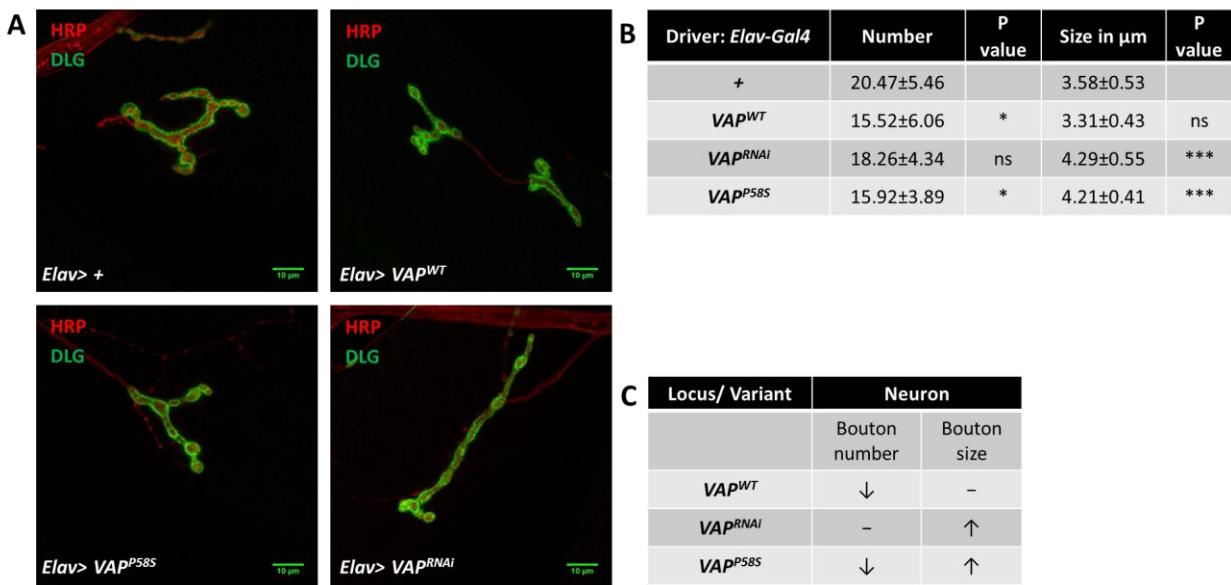 A
HRP
DLG
Elav> +
10 μm
HRP
DLG
Elav> VAP^WT
10 μm
HRP
DLG
Elav> VAP^P58S
10 μm
HRP
DLG
Elav> VAP^RNAi
10 μm
B
Driver: Elav-Gal4 Number P value Size in μm P value
+ 20.47±5.46 3.58±0.53
VAP^WT 15.52±6.06 * 3.31±0.43 ns
VAP^RNAi 18.26±4.34 ns 4.29±0.55 ***
VAP^P58S 15.92±3.89 * 4.21±0.41 ***
C
Locus/ Variant Neuron
Bouton number Bouton size
VAP^WT ↓ –
VAP^RNAi – ↑
VAP^P58S ↓ ↑